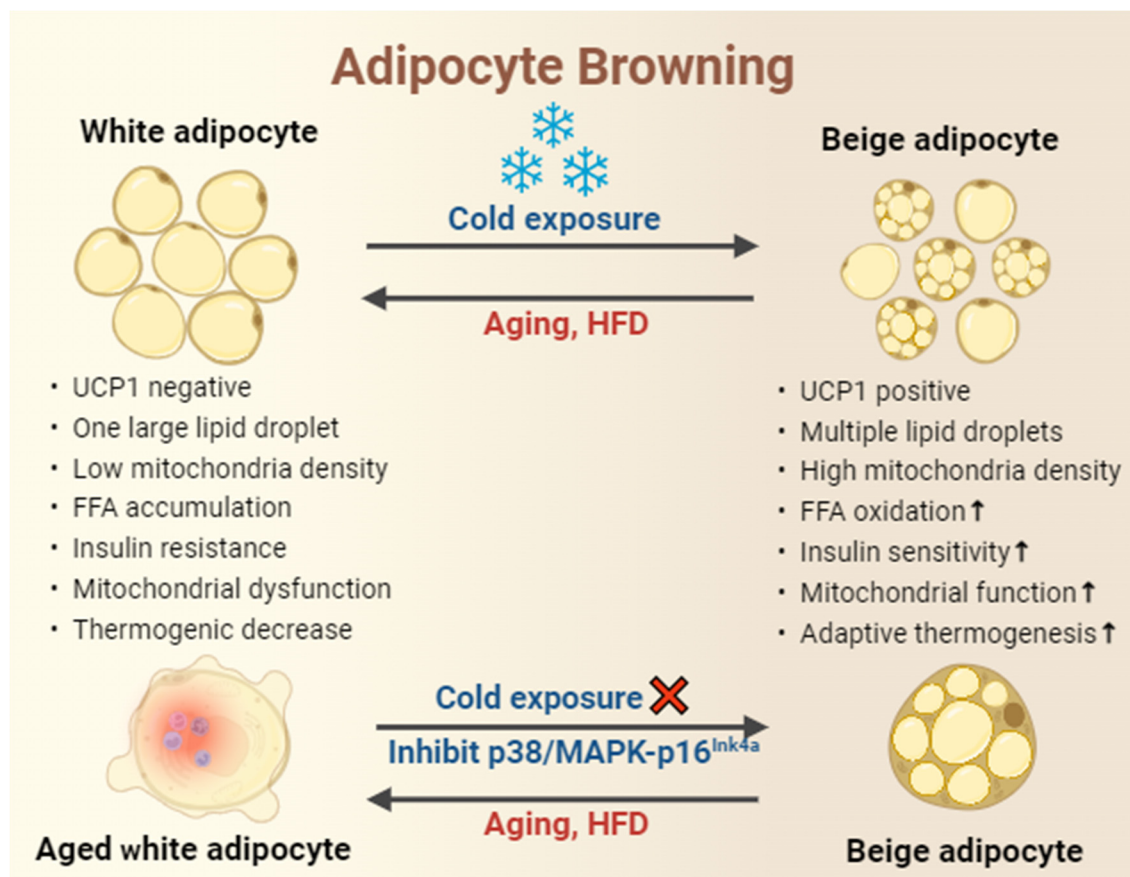 Adipocyte Browning
White adipocyte
Beige adipocyte
Cold exposure
Aging, HFD
• UCP1 negative
• One large lipid droplet
• Low mitochondria density
• FFA accumulation
• Insulin resistance
• Mitochondrial dysfunction
• Thermogenic decrease
• UCP1 positive
• Multiple lipid droplets
• High mitochondria density
• FFA oxidation↑
• Insulin sensitivity↑
• Mitochondrial function↑
• Adaptive thermogenesis↑
Cold exposure
Inhibit p38/MAPK-p16Ink4a
Aging, HFD
Aged white adipocyte
Beige adipocyte